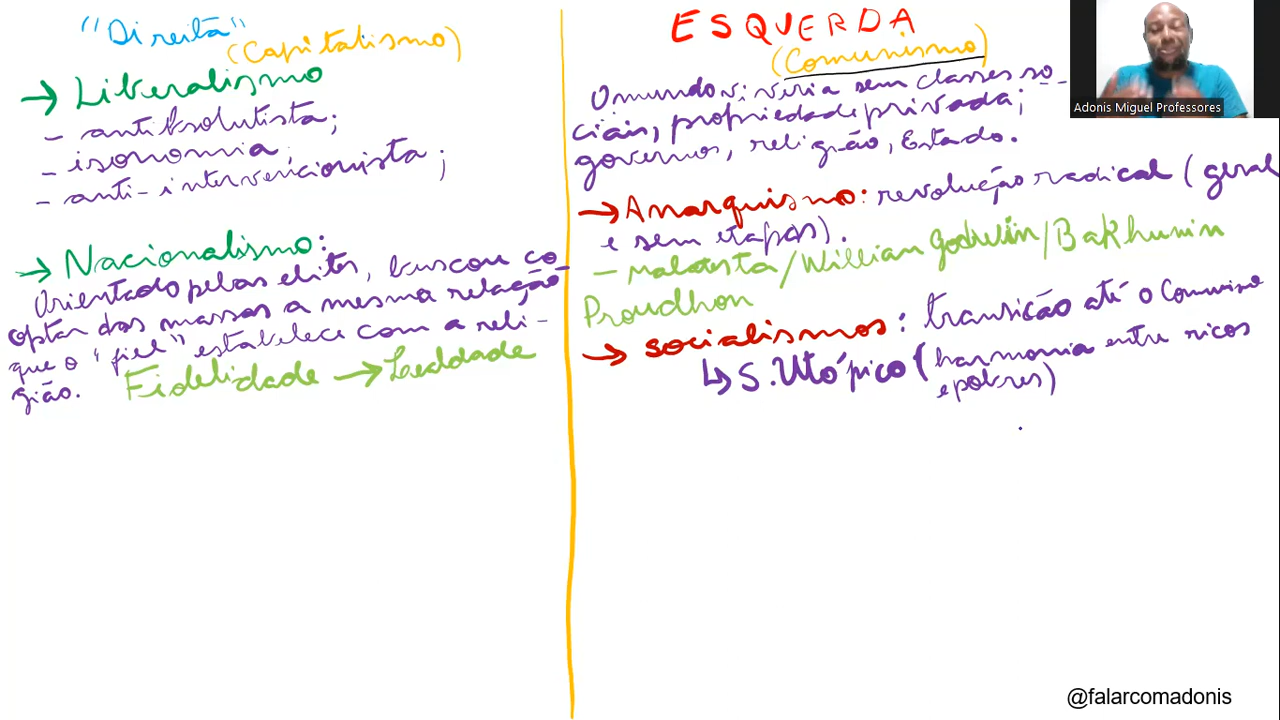 "Direita"
(Capitalismo)
→ Liberalismo
- antibsolutista;
- isonomia;
- anti-intervencionista;
→ Nacionalismo:
Orientado pelas elites, buscou co-
optar das massas a mesma relação
que o "fiel" estabelece com a reli-
gião.
Fidelidade → Lealdade
ESQUERDA
(Comunismo)
O mundo viveria sem classes so-
ciais, propriedade privada;
governos, religião, Estado.
→ Anarquismo: revolução radical (geral
e sem etapas).
- malatesta/Willian godwin/Bakhunin
Proudhon
→ socialismos: transicão até o Comunismo
↳ S. Utópico (harmonia entre ricos
e pobres)
Adonis Miguel Professores
@falarcomadonis